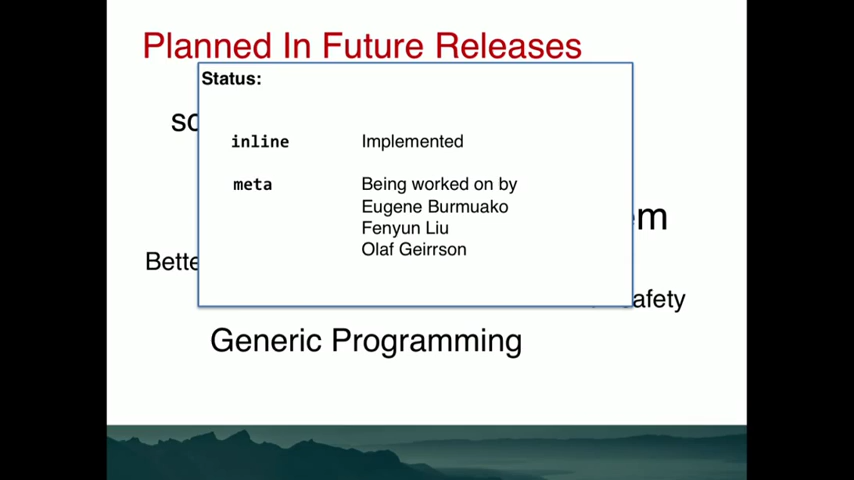 Planned In Future Releases
Status:
inline Implemented
meta Being worked on by
Eugene Burmuako
Fenyun Liu
Olaf Geirrson
Generic Programming